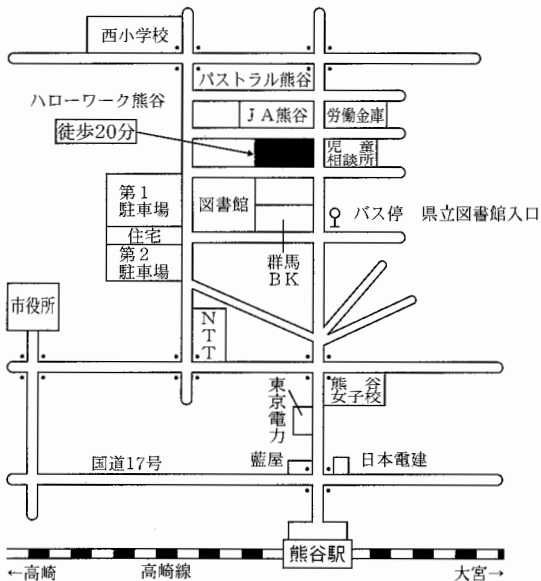 西小学校
パストラル熊谷
ハローワーク熊谷
JA熊谷
労働金庫
徒歩20分
児童
相談所
第1
駐車場
図書館
バス停 県立図書館入口
住宅
群馬
BK
第2
駐車場
市役所
NTT
熊谷
女子校
東京電力
国道17号
藍屋
日本電建
熊谷駅
←高崎
高崎線
大宮→